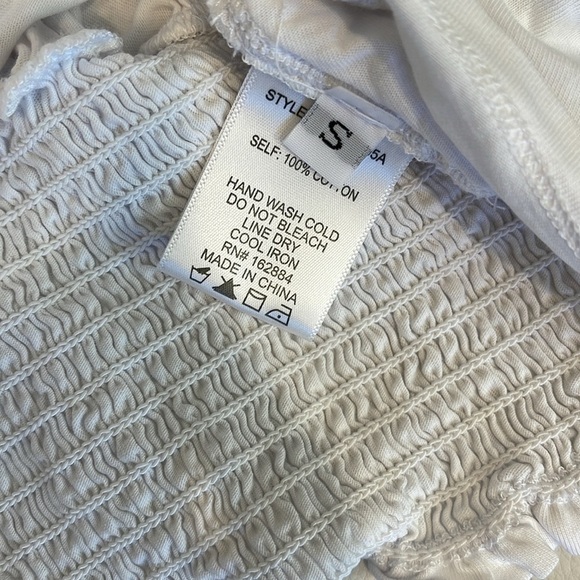 STYLE
5A
S
SELF: 100% COTTON
HAND WASH COLD
DO NOT BLEACH
LINE DRY
COOL IRON
RN# 162884
MADE IN CHINA